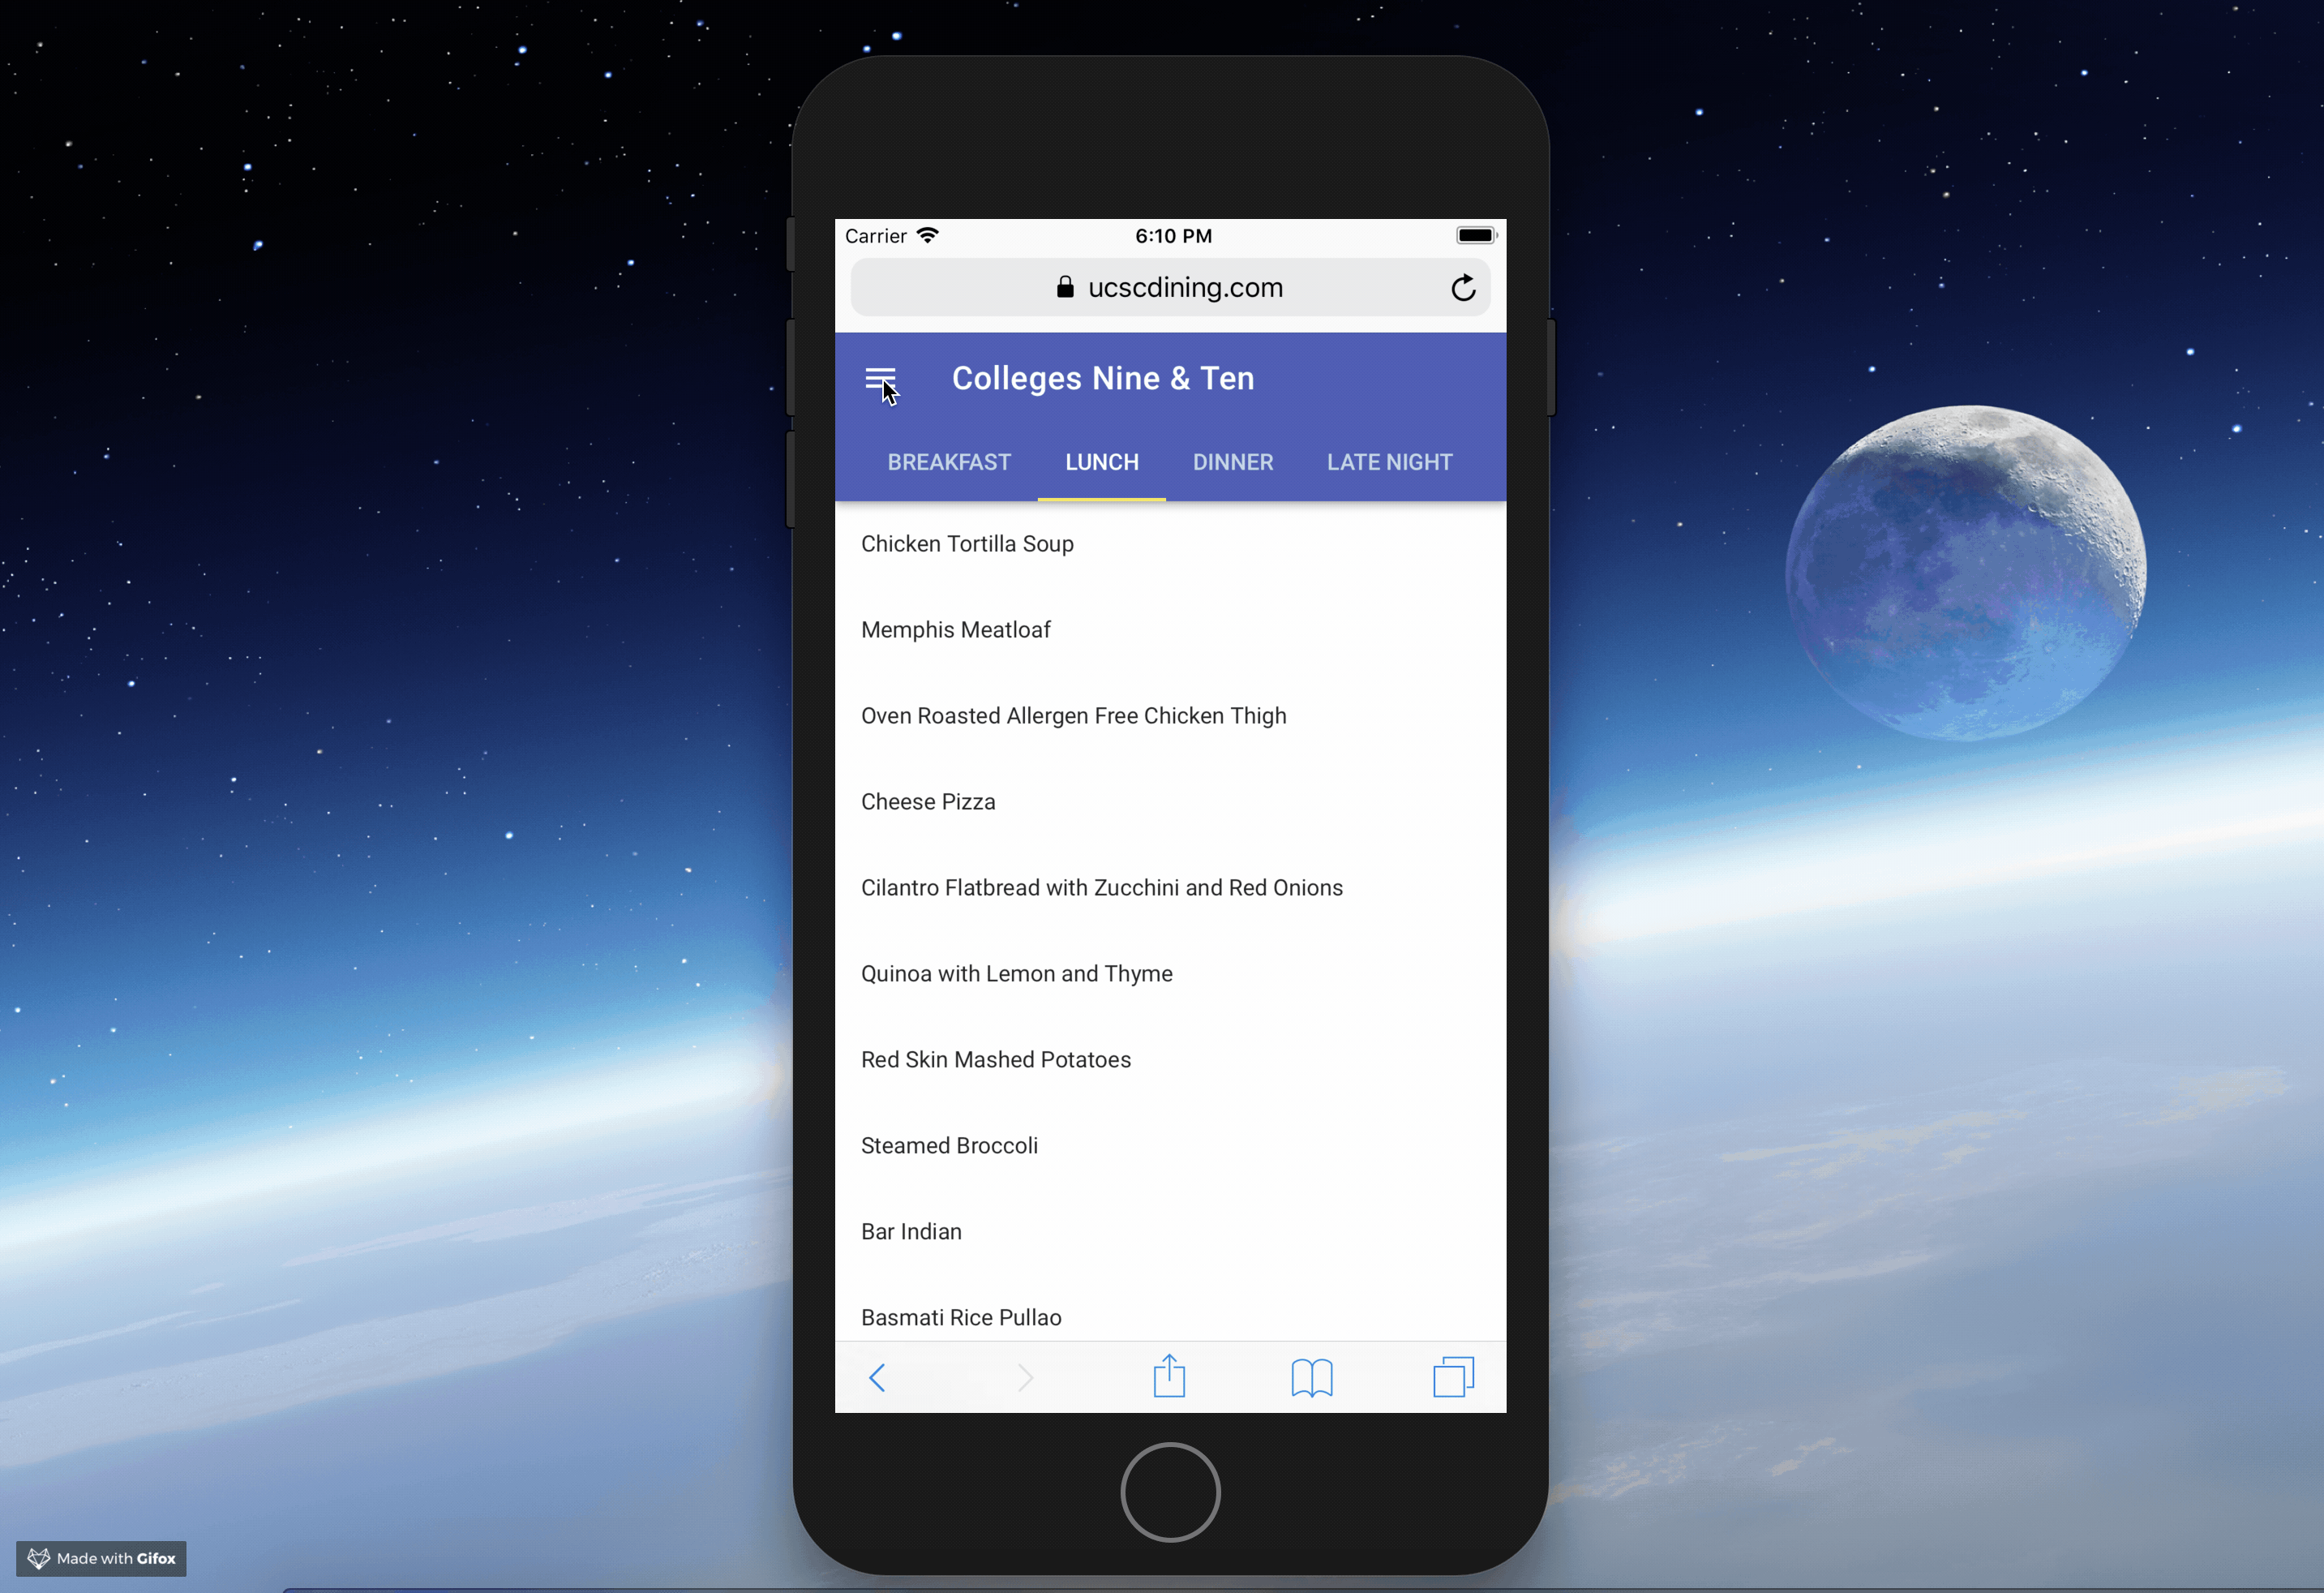 Carrier
6:10 PM
ucscdining.com
Colleges Nine & Ten
BREAKFAST LUNCH DINNER LATE NIGHT
Chicken Tortilla Soup
Memphis Meatloaf
Oven Roasted Allergen Free Chicken Thigh
Cheese Pizza
Cilantro Flatbread with Zucchini and Red Onions
Quinoa with Lemon and Thyme
Red Skin Mashed Potatoes
Steamed Broccoli
Bar Indian
Basmati Rice Pullao
Made with Gifox